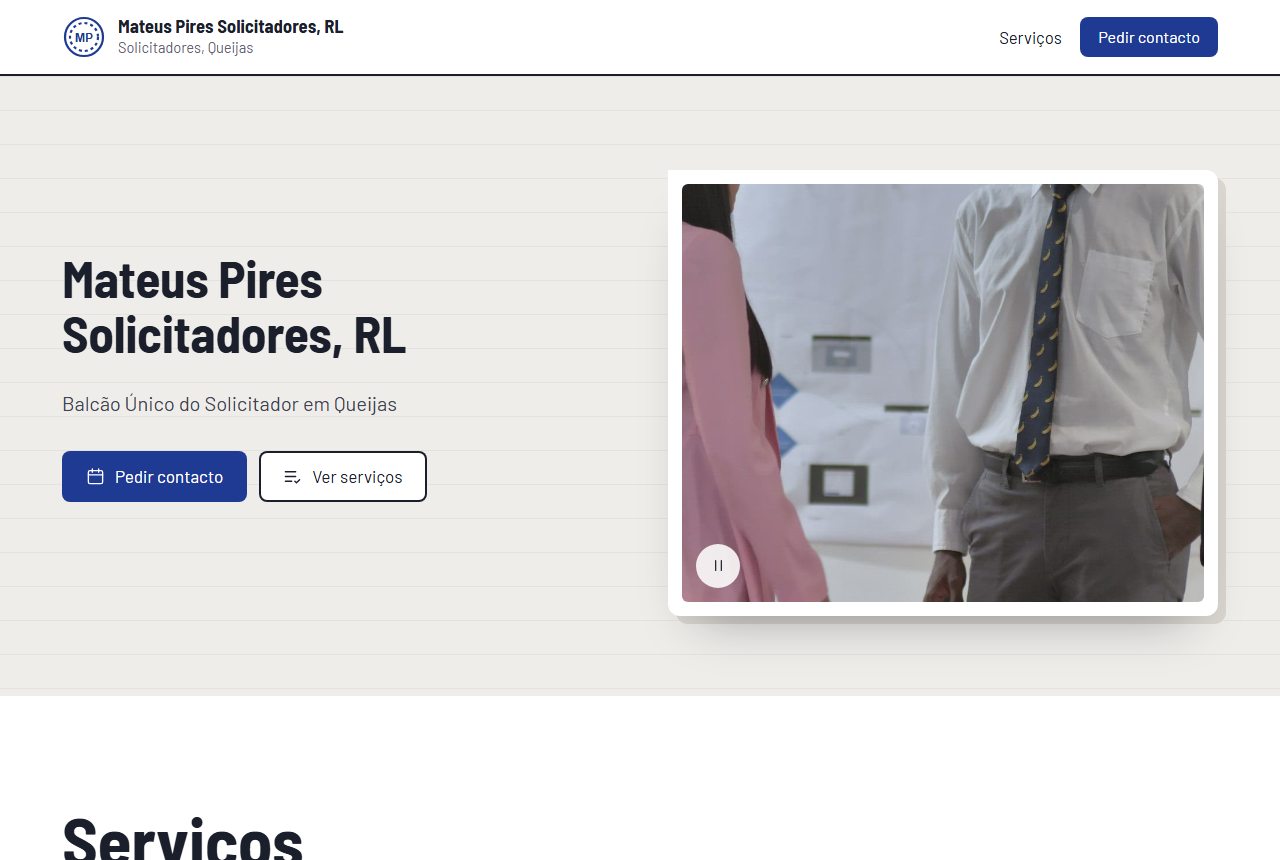 MP
Mateus Pires Solicitadores, RL
Solicitadores, Queijas
Serviços
Pedir contacto
Mateus Pires
Solicitadores, RL
Balcão Único do Solicitador em Queijas
Pedir contacto
Ver serviços
Serviços